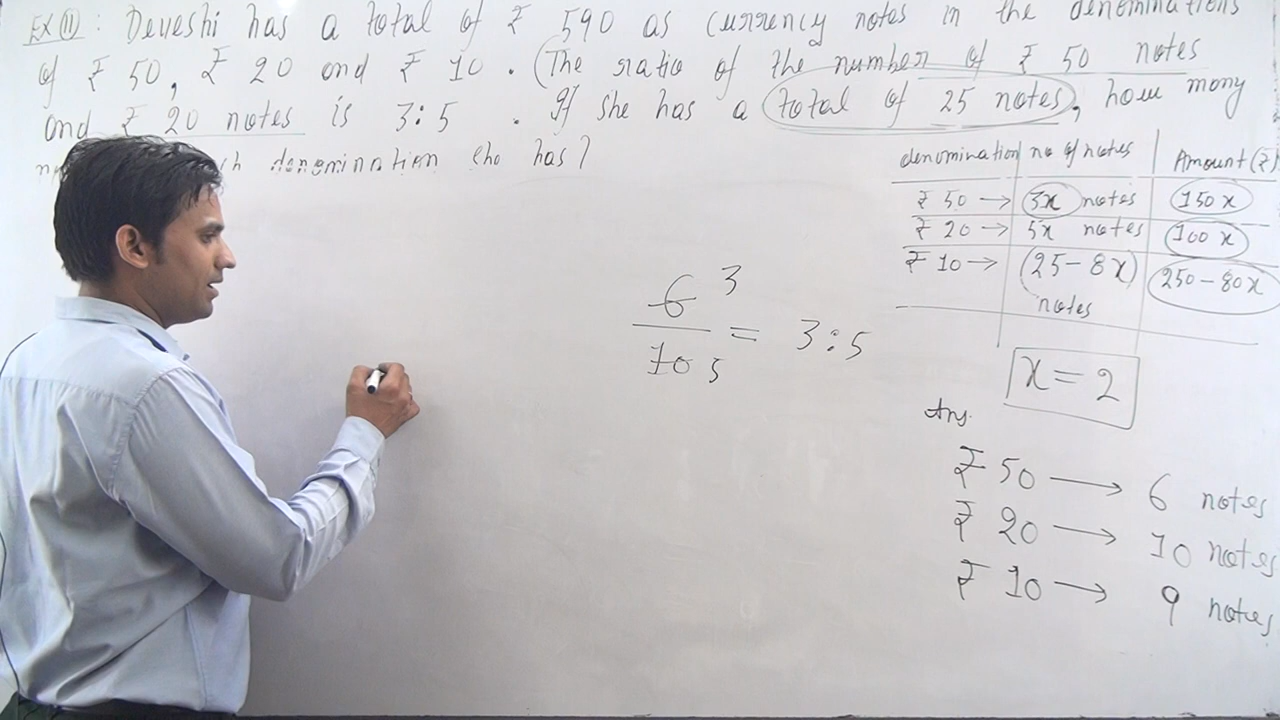 EX (11) : Deveshi has a total of ₹ 590 as currency notes in the denominations
of ₹ 50, ₹ 20 and ₹ 10 . (The ratio of the number of ₹ 50 notes
and ₹ 20 notes is 3:5 . If she has a total of 25 notes, how many
denomination she has?
denomination no of notes Amount (₹)
₹ 50 → 3x notes 150x
₹ 20 → 5x notes 100x
₹ 10 → (25-8x) 250-80x
notes
6 3
10 5 = 3:5
x = 2
Ans.
₹ 50 → 6 notes
₹ 20 → 10 notes
₹ 10 → 9 notes